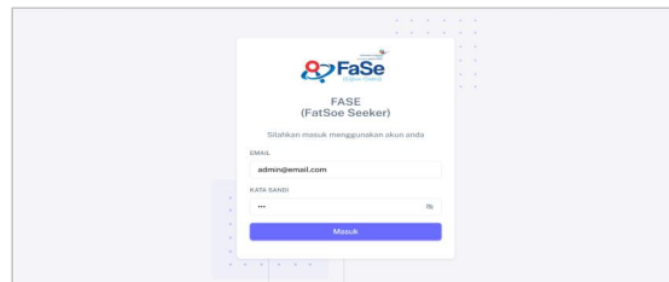 FaSe
FASE
(FatSoe Seeker)
Silahkan masuk menggunakan akun anda
EMAIL
admin@email.com
KATA SANDI
•••
Masuk